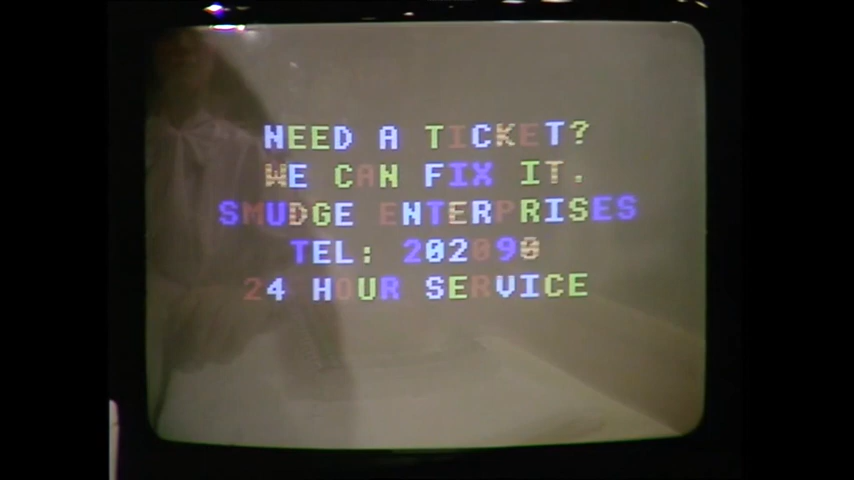 NEED A TICKET?
WE CAN FIX IT.
SMUDGE ENTERPRISES
TEL: 202090
24 HOUR SERVICE